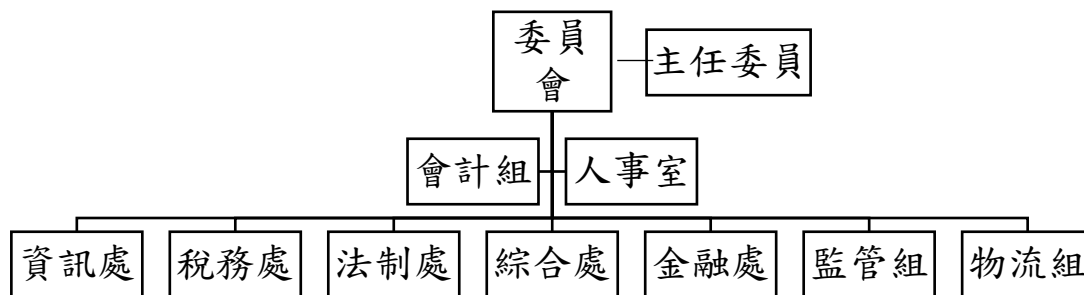 委員
會
主任委員
會計組
人事室
資訊處
稅務處
法制處
綜合處
金融處
監管組
物流組